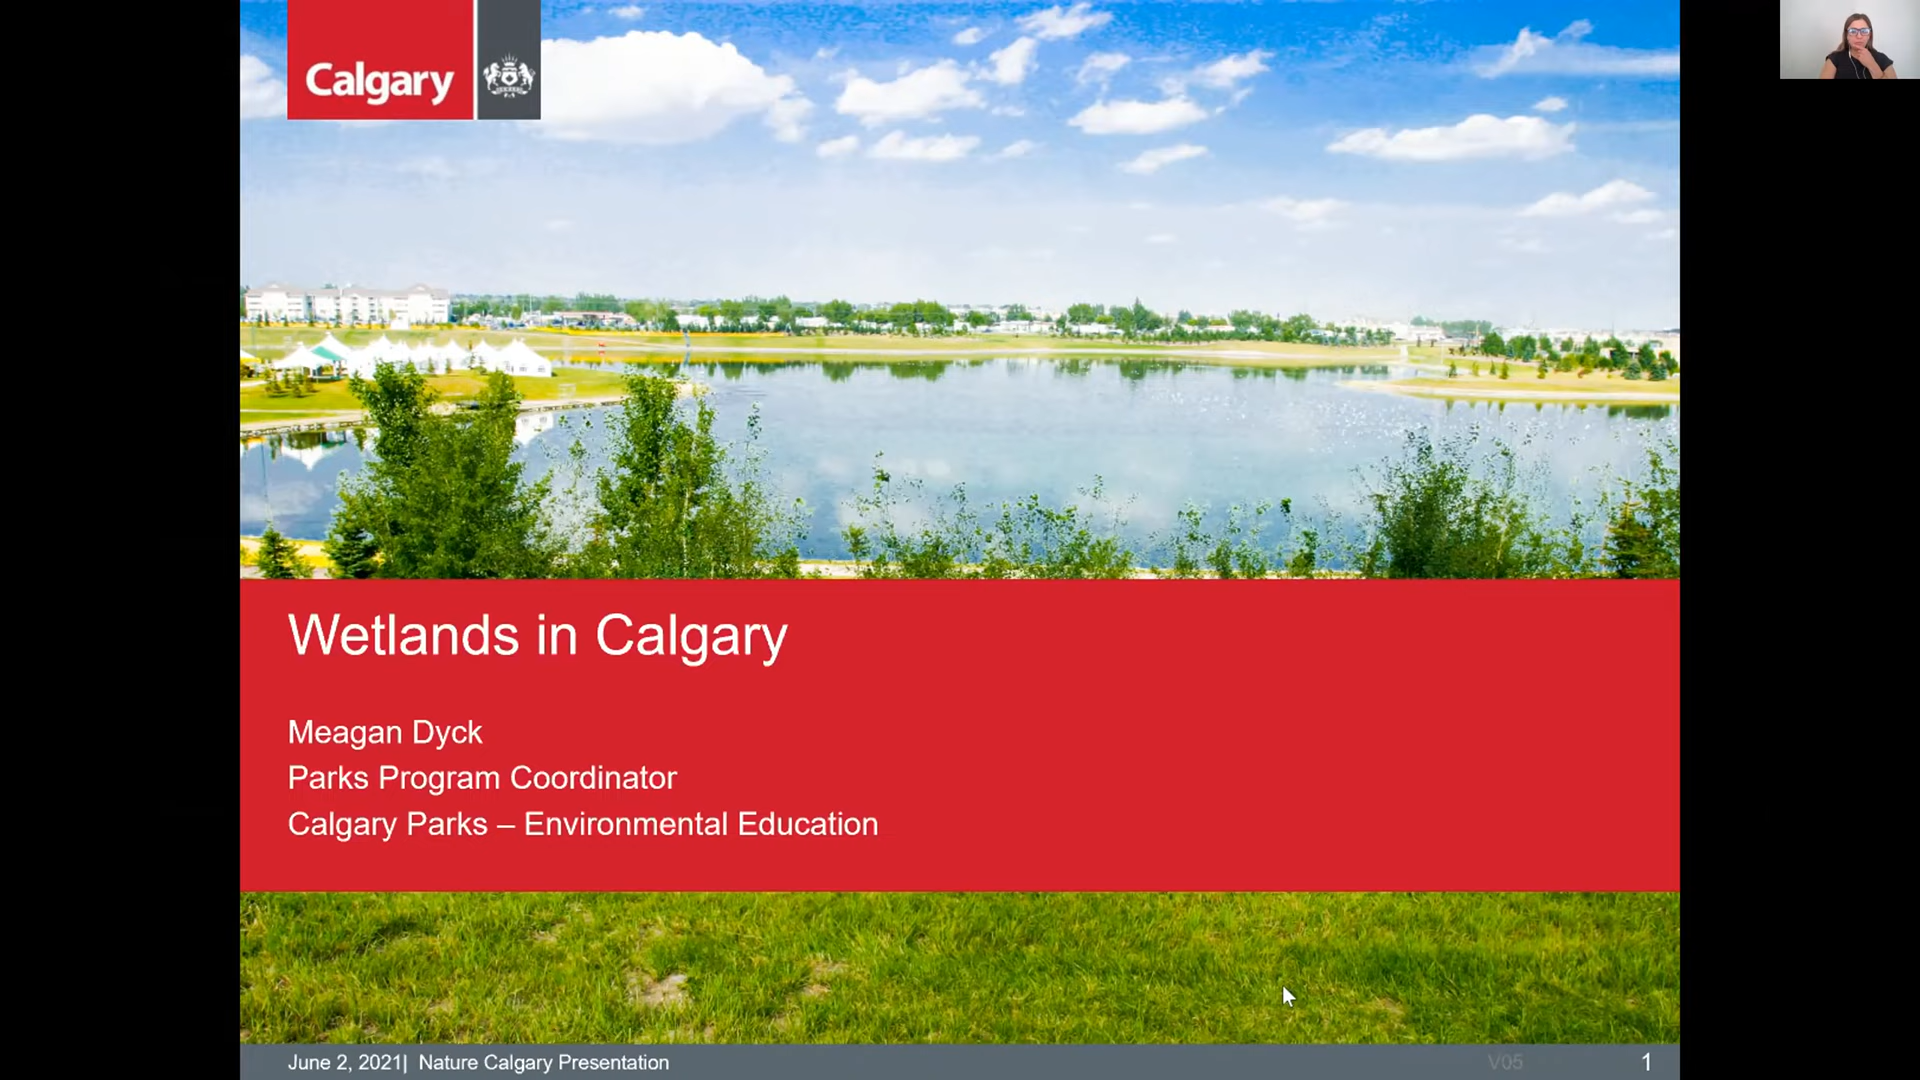 Calgary
Wetlands in Calgary
Meagan Dyck
Parks Program Coordinator
Calgary Parks – Environmental Education
June 2, 2021| Nature Calgary Presentation
V05
1